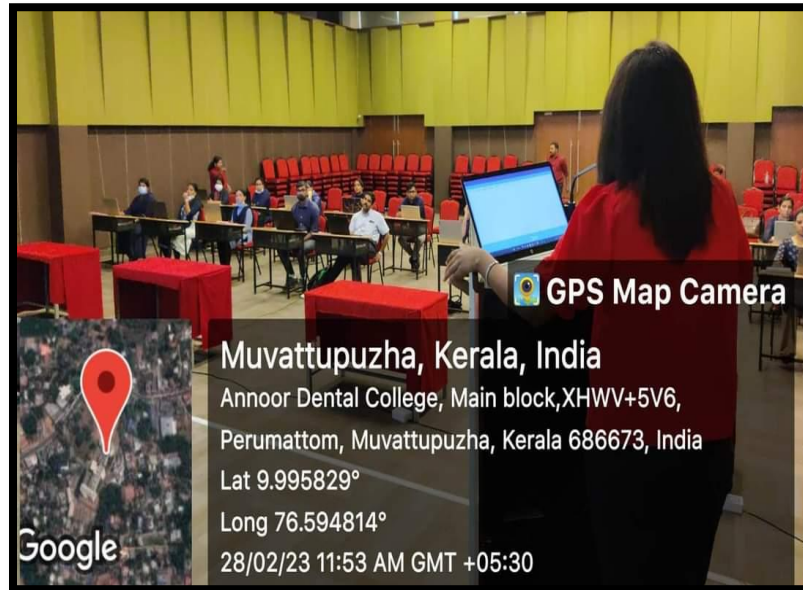 GPS Map Camera
Muvattupuzha, Kerala, India
Annoor Dental College, Main block,XHWV+5V6,
Perumattom, Muvattupuzha, Kerala 686673, India
Lat 9.995829°
Long 76.594814°
28/02/23 11:53 AM GMT +05:30
Google